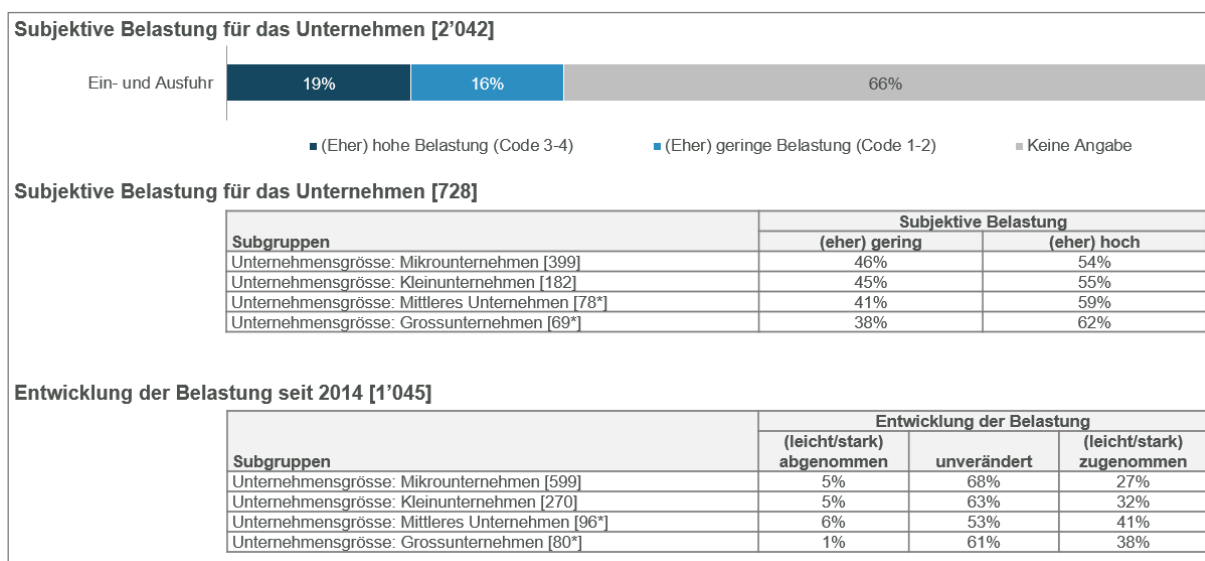 Subjektive Belastung für das Unternehmen [2’042]
Ein- und Ausfuhr 19% 16% 66%
(Eher) hohe Belastung (Code 3-4) (Eher) geringe Belastung (Code 1-2) Keine Angabe
Subjektive Belastung für das Unternehmen [728]
Subjektive Belastung
Subgruppen (eher) gering (eher) hoch
Unternehmensgrösse: Mikrounternehmen [399] 46% 54%
Unternehmensgrösse: Kleinunternehmen [182] 45% 55%
Unternehmensgrösse: Mittleres Unternehmen [78*] 41% 59%
Unternehmensgrösse: Grossunternehmen [69*] 38% 62%
Entwicklung der Belastung seit 2014 [1’045]
Entwicklung der Belastung
(leicht/stark) (leicht/stark)
Subgruppen abgenommen unverändert zugenommen
Unternehmensgrösse: Mikrounternehmen [599] 5% 68% 27%
Unternehmensgrösse: Kleinunternehmen [270] 5% 63% 32%
Unternehmensgrösse: Mittleres Unternehmen [96*] 6% 53% 41%
Unternehmensgrösse: Grossunternehmen [80*] 1% 61% 38%